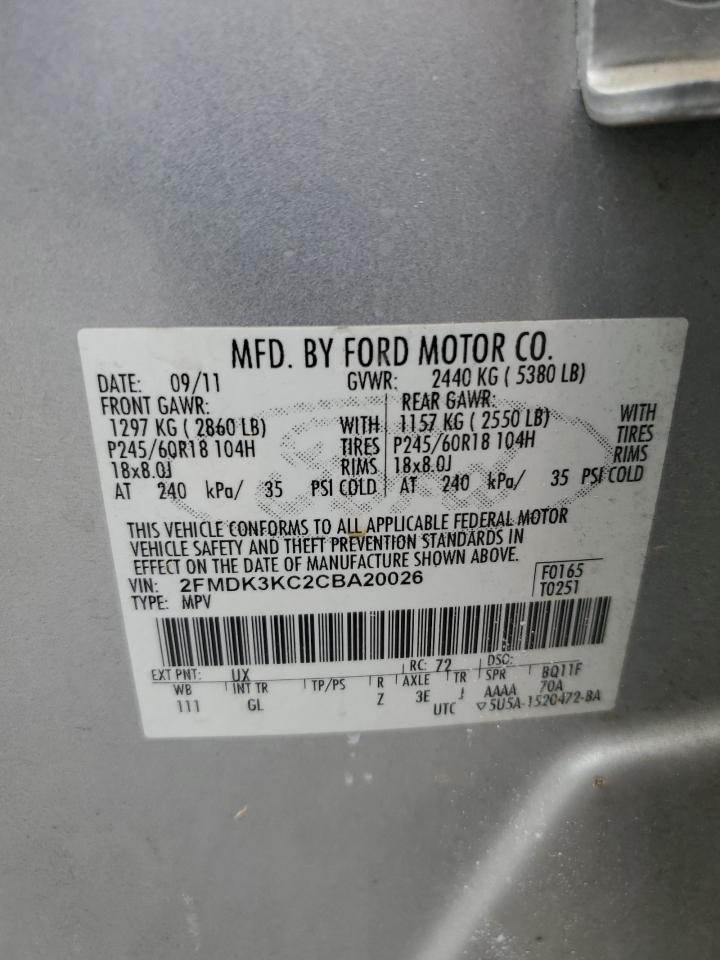 MFD. BY FORD MOTOR CO.
DATE: 09/11 GVWR: 2440 KG ( 5380 LB)
FRONT GAWR: REAR GAWR:
1297 KG ( 2860 LB) WITH 1157 KG ( 2550 LB) WITH
P245/60R18 104H TIRES P245/60R18 104H TIRES
18x8.0J RIMS 18x8.0J RIMS
AT 240 kPa/ 35 PSI COLD AT 240 kPa/ 35 PSI COLD
THIS VEHICLE CONFORMS TO ALL APPLICABLE FEDERAL MOTOR
VEHICLE SAFETY AND THEFT PREVENTION STANDARDS IN
EFFECT ON THE DATE OF MANUFACTURE SHOWN ABOVE.
VIN: 2FMDK3KC2CBA20026 F0165
TYPE: MPV T0251
EXT PNT: UX RC: 72 DSO:
WB INT TR TP/PS R AXLE TR SPR BQ11F
111 GL Z 3E J AAAA 70A
UTC ▽5U5A-1520472-BA